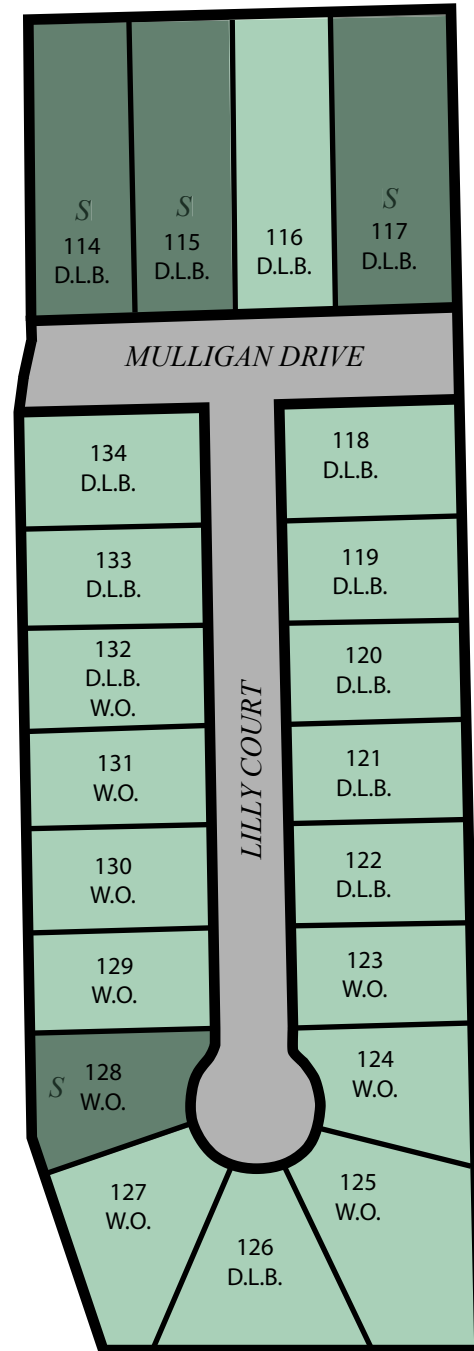 S
114
D.L.B.
S
115
D.L.B.
116
D.L.B.
S
117
D.L.B.
MULLIGAN DRIVE
134
D.L.B.
118
D.L.B.
133
D.L.B.
119
D.L.B.
132
D.L.B.
W.O.
120
D.L.B.
LILLY COURT
131
W.O.
121
D.L.B.
130
W.O.
122
D.L.B.
129
W.O.
123
W.O.
S 128
W.O.
124
W.O.
127
W.O.
125
W.O.
126
D.L.B.